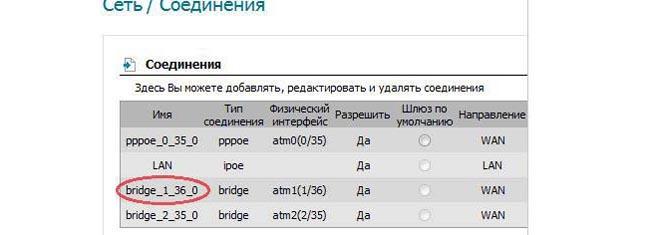 Сеть / Соединения
Соединения
Здесь Вы можете добавлять, редактировать и удалять соединения
Имя Тип соединения Физический интерфейс Разрешить Шлюз по умолчанию Направление
pppoe_0_35_0 pppoe atm0(0/35) Да WAN
LAN ipoe Да LAN
bridge_1_36_0 bridge atm1(1/36) Да WAN
bridge_2_35_0 bridge atm2(2/35) Да WAN